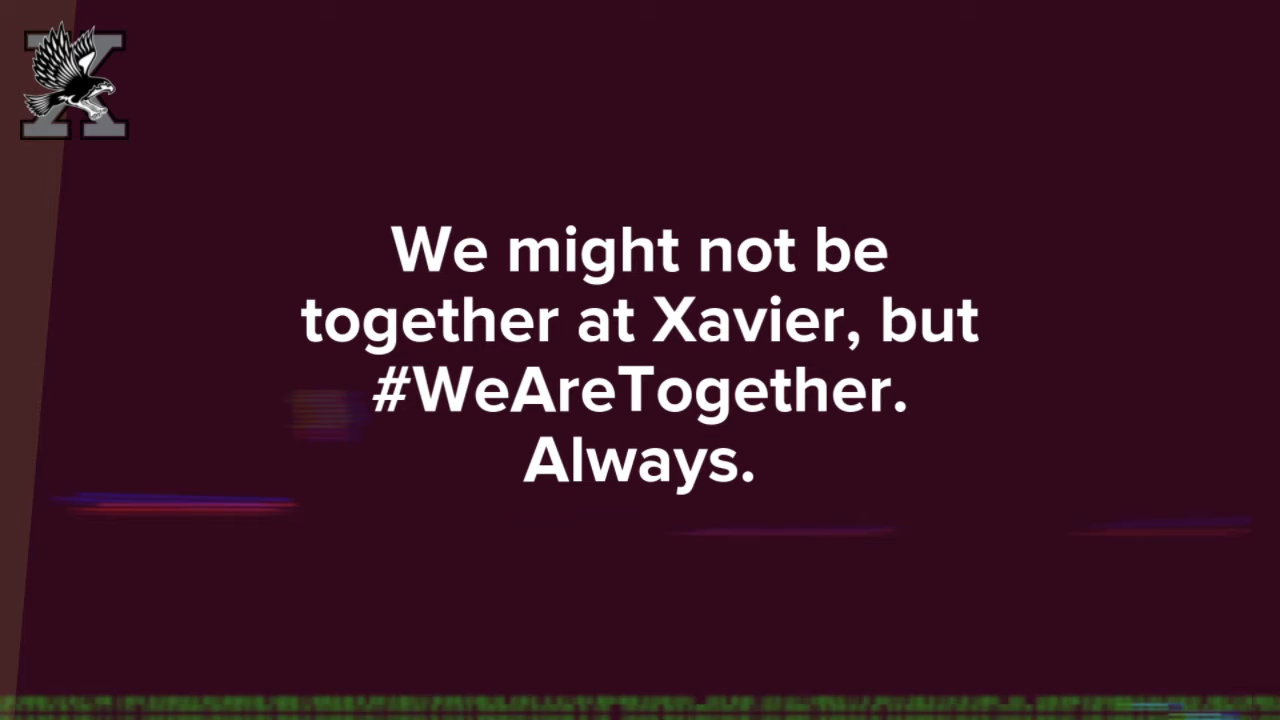 X
We might not be
together at Xavier, but
#WeAreTogether.
Always.